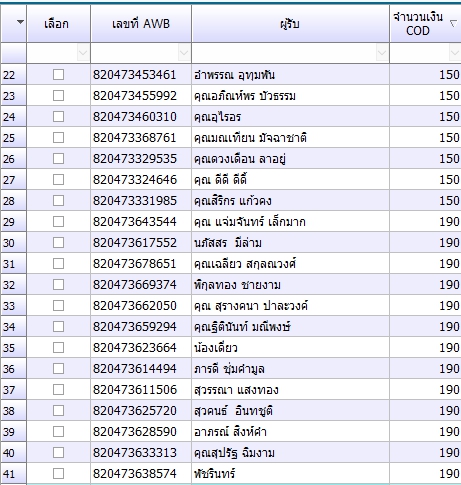 เลือก เลขที่ AWB ผู้รับ จำนวนเงิน COD
22 820473453461 อำพรรณ อุทุมพัน 150
23 820473455992 คุณอภิณห์พร บัวธรรม 150
24 820473460310 คุณอุไรอร 150
25 820473368761 คุณมณเทียน มัจฉาชาติ 150
26 820473329535 คุณดวงเดือน ลาอยู่ 150
27 820473324646 คุณ ดีดี ดีดี้ 150
28 820473331985 คุณสิริกร แก้วคง 150
29 820473643544 คุณ แจ่มจันทร์ เล็กมาก 190
30 820473617552 นภัสสร มีล่าม 190
31 820473678651 คุณเฉลียว สกุลณวงศ์ 190
32 820473669374 พิกุลทอง ชายงาม 190
33 820473662050 คุณ สุรางคนา ปาละวงค์ 190
34 820473659294 คุณฐิตินันท์ มณีพงษ์ 190
35 820473623664 น้องเดียว 190
36 820473614494 ภารดี ชุ่มคำมูล 190
37 820473611506 สุวรรณา แสงทอง 190
38 820473625720 สุวคนธ์ อินทชูติ 190
39 820473628590 อาภรณ์ สิงห์คำ 190
40 820473633313 คุณสุปรัฐ ฉิมงาม 190
41 820473638574 พัชรินทร์ 190